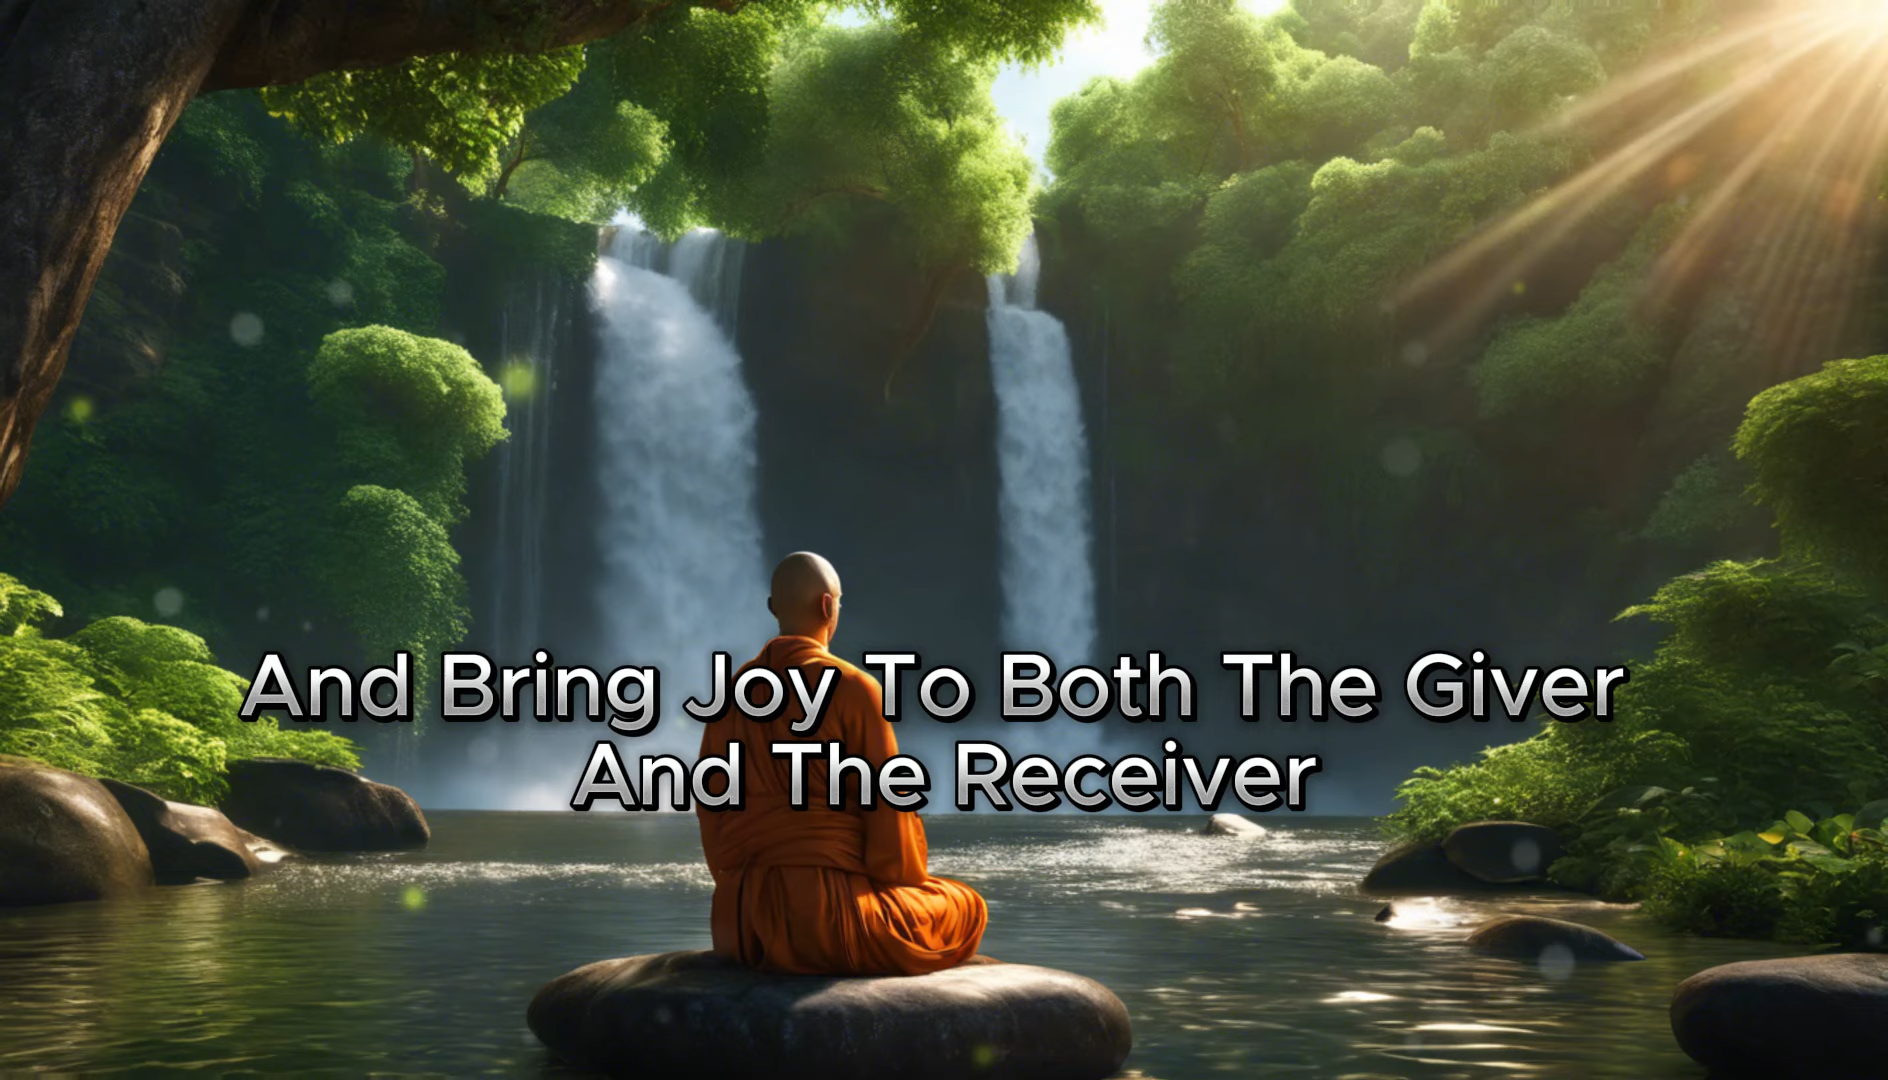 And Bring Joy To Both The Giver
And The Receiver